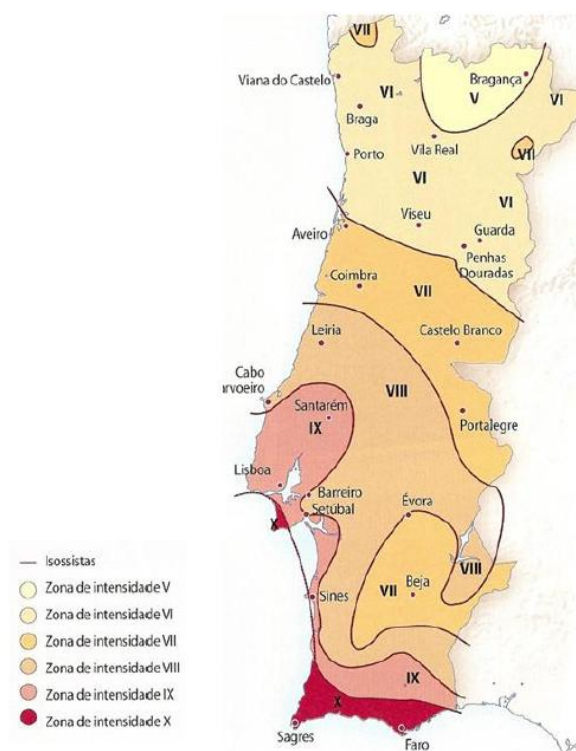 VII
Viana do Castelo
Bragança
VI
V
VI
Braga
Vila Real
VII
Porto
VI
VI
Viseu
Guarda
Aveiro
Penhas
Douradas
Coimbra
VII
Leiria
Castelo Branco
Cabo
arvoeiro
VIII
Santarém
Portalegre
IX
Lisboa
Barreiro
Évora
Setúbal
X
Isossistas
VIII
Zona de intensidade V
Sines
VII
Beja
Zona de intensidade VI
Zona de intensidade VII
Zona de intensidade VIII
IX
Zona de intensidade IX
X
Zona de intensidade X
Sagres
Faro